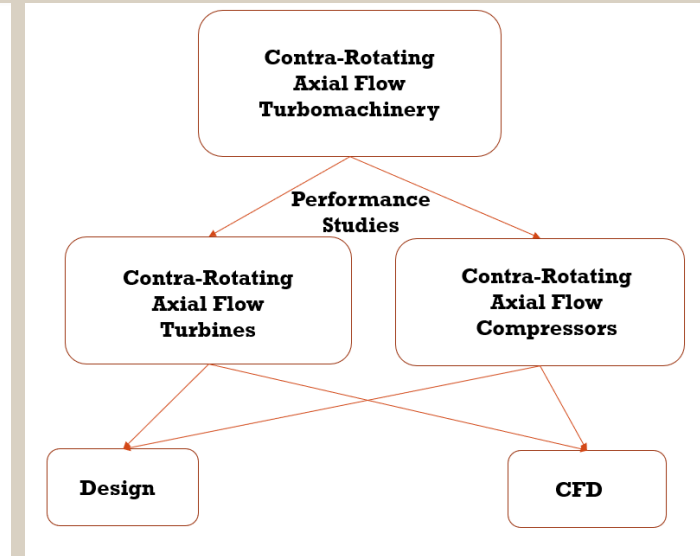 Contra-Rotating
Axial Flow
Turbomachinery
Performance
Studies
Contra-Rotating
Axial Flow
Turbines
Contra-Rotating
Axial Flow
Compressors
Design
CFD